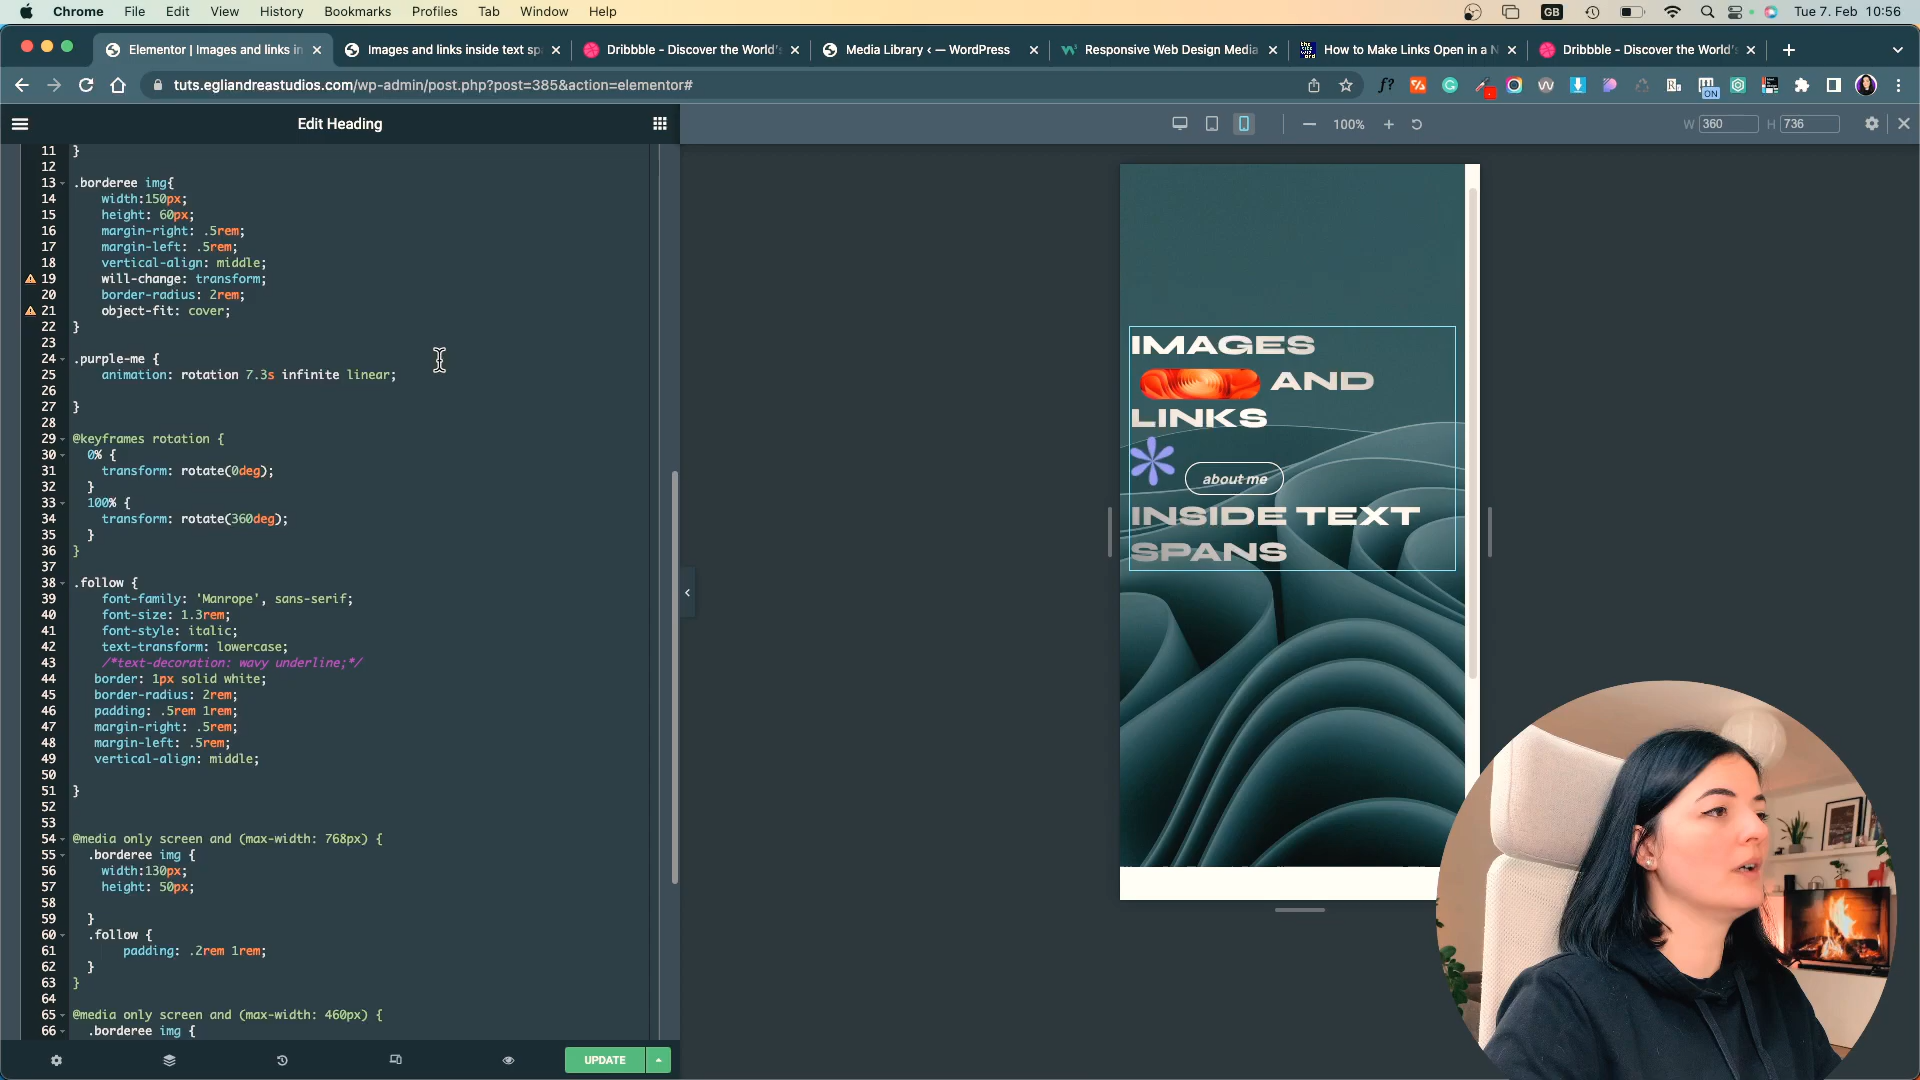 Chrome File Edit View History Bookmarks Profiles Tab Window Help GB Tue 7. Feb 10:56
Elementor | Images and links in
Images and links inside text sp
Dribbble - Discover the World's
Media Library ‹ — WordPress
Responsive Web Design Media
How to Make Links Open in a N
Dribbble - Discover the World's
tuts.egliandreastudios.com/wp-admin/post.php?post=385&action=elementor#
ON
Edit Heading
100%
W 360 H 736
11 }
12
13 .borderee img{
14 width:150px;
15 height: 60px;
16 margin-right: .5rem;
17 margin-left: .5rem;
18 vertical-align: middle;
19 will-change: transform;
20 border-radius: 2rem;
21 object-fit: cover;
22 }
23
24 .purple-me {
25 animation: rotation 7.3s infinite linear;
26
27 }
28
29 @keyframes rotation {
30 0% {
31 transform: rotate(0deg);
32 }
33 100% {
34 transform: rotate(360deg);
35 }
36 }
37
38 .follow {
39 font-family: 'Manrope', sans-serif;
40 font-size: 1.3rem;
41 font-style: italic;
42 text-transform: lowercase;
43 /*text-decoration: wavy underline;*/
44 border: 1px solid white;
45 border-radius: 2rem;
46 padding: .5rem 1rem;
47 margin-right: .5rem;
48 margin-left: .5rem;
49 vertical-align: middle;
50
51 }
52
53
54 @media only screen and (max-width: 768px) {
55 .borderee img {
56 width:130px;
57 height: 50px;
58
59 }
60 .follow {
61 padding: .2rem 1rem;
62 }
63 }
64
65 @media only screen and (max-width: 460px) {
66 .borderee img {
UPDATE
IMAGES
AND
LINKS
about me
INSIDE TEXT
SPANS